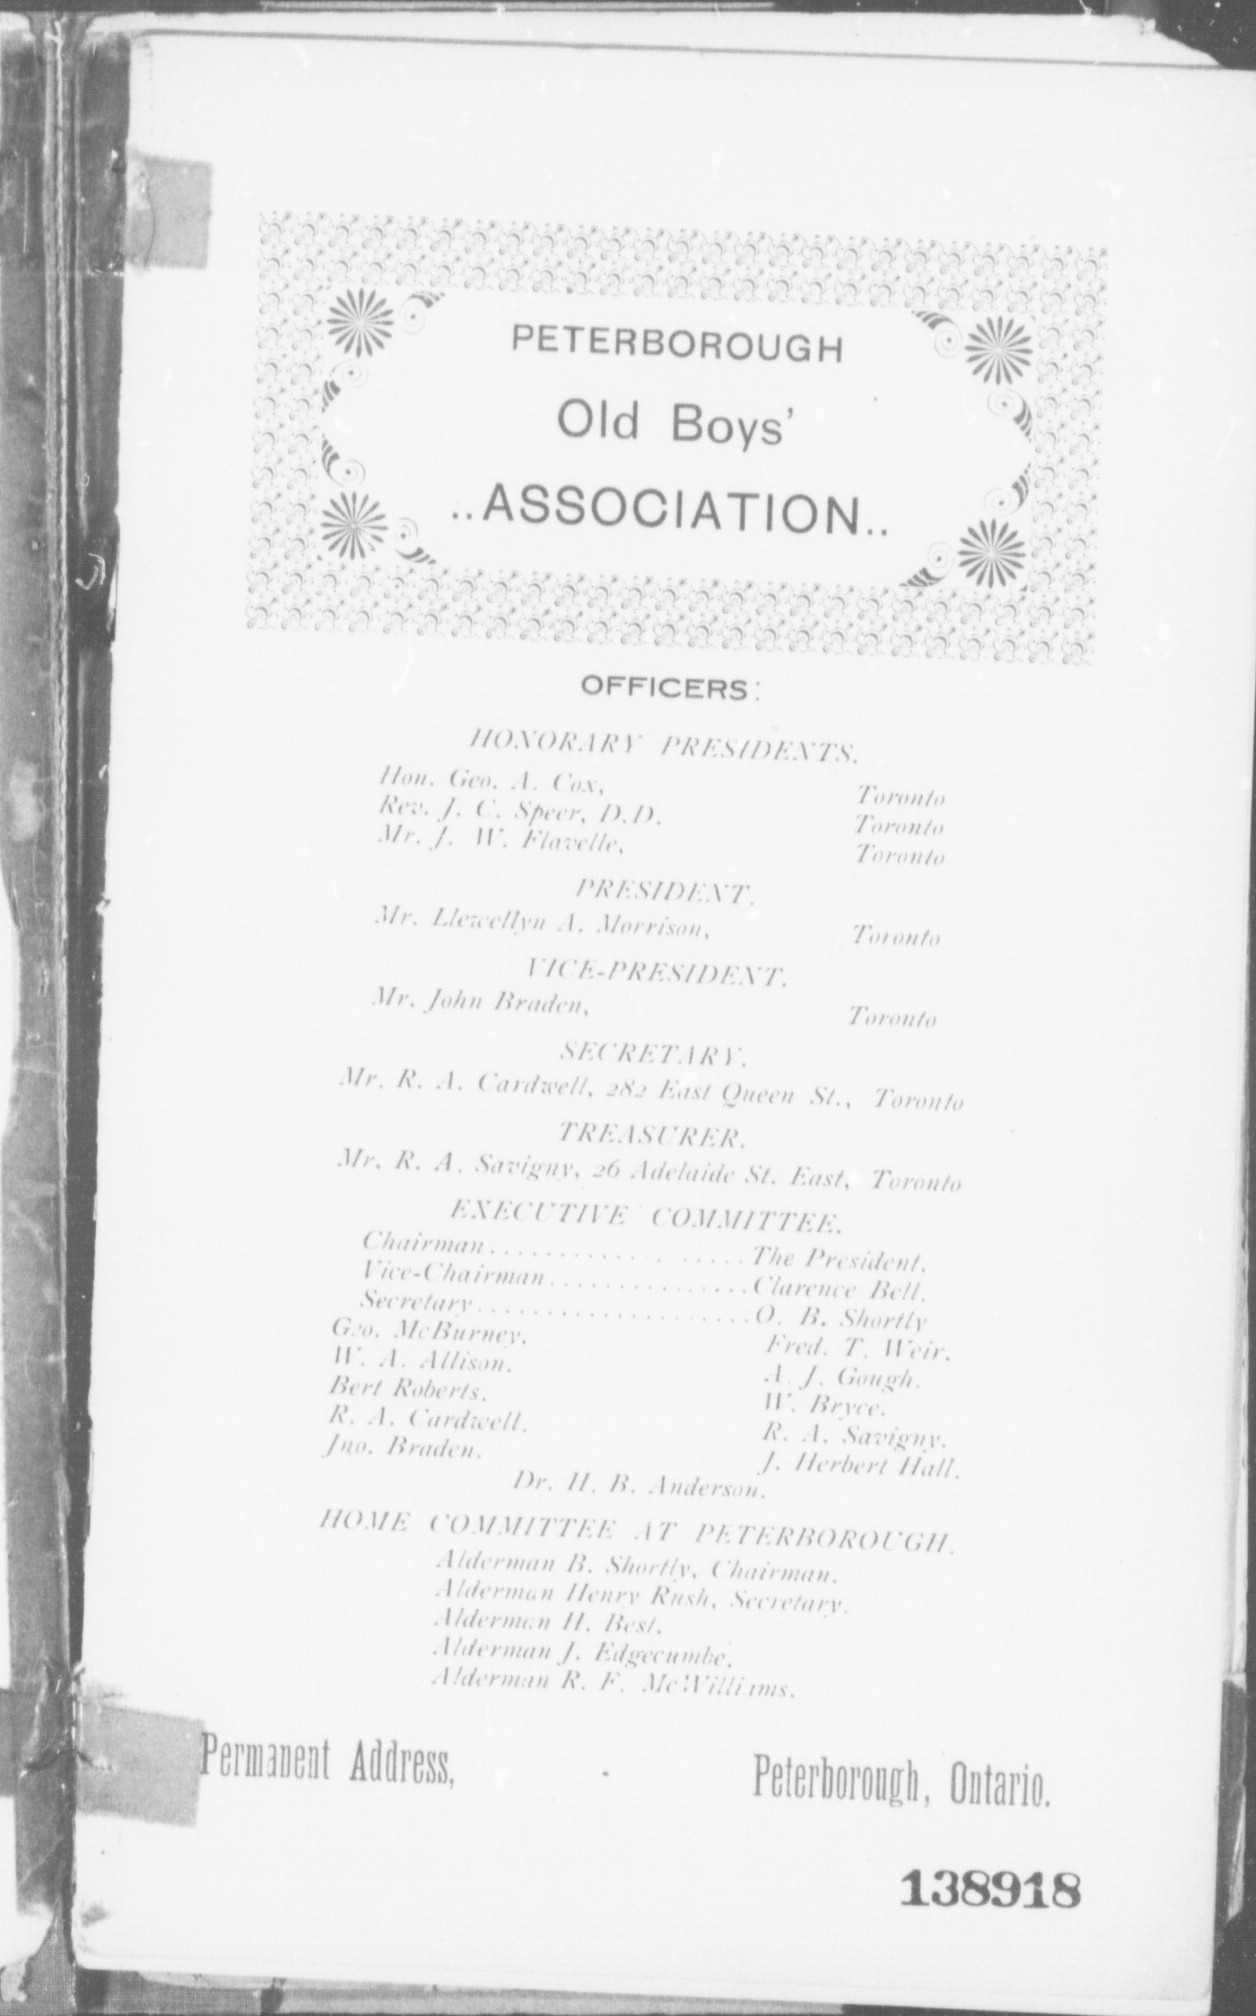 PETERBOROUGH
Old Boys'
..ASSOCIATION..
OFFICERS:
HONORARY PRESIDENTS.
Hon. Geo. A. Cox, Toronto
Rev. J. C. Speer, D.D. Toronto
Mr. J. W. Flavelle, Toronto
PRESIDENT.
Mr. Llewellyn A. Morrison, Toronto
VICE-PRESIDENT.
Mr. John Braden, Toronto
SECRETARY.
Mr. R. A. Cardwell, 282 East Queen St., Toronto
TREASURER.
Mr. R. A. Savigny, 26 Adelaide St. East, Toronto
EXECUTIVE COMMITTEE.
Chairman.................The President.
Vice-Chairman...............Clarence Bell.
Secretary....................O. B. Shortly
Geo. McBurney. Fred. T. Weir.
W. A. Allison. A. J. Gough.
Bert Roberts. W. Bryce.
R. A. Cardwell. R. A. Savigny.
Jno. Braden. J. Herbert Hall.
Dr. H. B. Anderson.
HOME COMMITTEE AT PETERBOROUGH.
Alderman B. Shortly, Chairman.
Alderman Henry Rush, Secretary.
Alderman H. Best.
Alderman J. Edgecumbe.
Alderman R. F. McWilliams.
Permanent Address, - Peterborough, Ontario.
138918